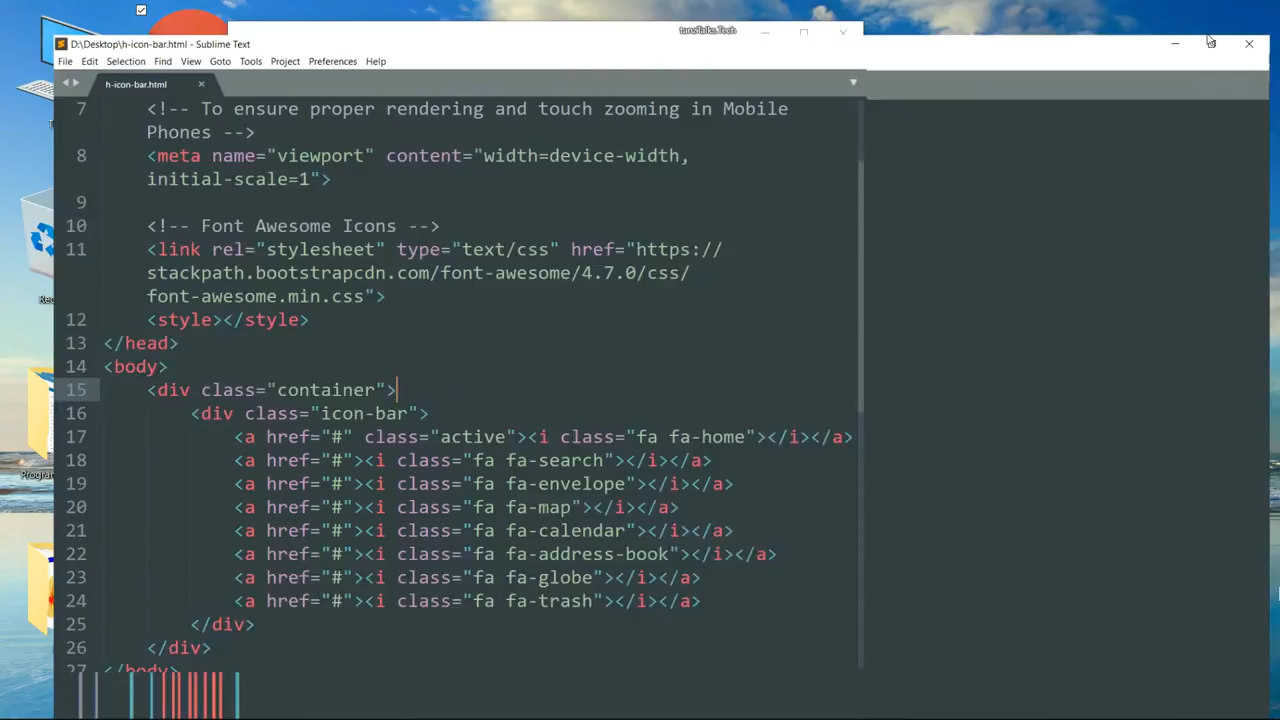 tanziTalks.Tech
D:\Desktop\h-icon-bar.html - Sublime Text
File Edit Selection Find View Goto Tools Project Preferences Help
h-icon-bar.html
7 <!-- To ensure proper rendering and touch zooming in Mobile
Phones -->
8 <meta name="viewport" content="width=device-width,
initial-scale=1">
9
10 <!-- Font Awesome Icons -->
11 <link rel="stylesheet" type="text/css" href="https://
stackpath.bootstrapcdn.com/font-awesome/4.7.0/css/
font-awesome.min.css">
12 <style></style>
13 </head>
14 <body>
15 <div class="container">
16 <div class="icon-bar">
17 <a href="#" class="active"><i class="fa fa-home"></i></a>
18 <a href="#"><i class="fa fa-search"></i></a>
19 <a href="#"><i class="fa fa-envelope"></i></a>
20 <a href="#"><i class="fa fa-map"></i></a>
21 <a href="#"><i class="fa fa-calendar"></i></a>
22 <a href="#"><i class="fa fa-address-book"></i></a>
23 <a href="#"><i class="fa fa-globe"></i></a>
24 <a href="#"><i class="fa fa-trash"></i></a>
25 </div>
26 </div>
27 </body>